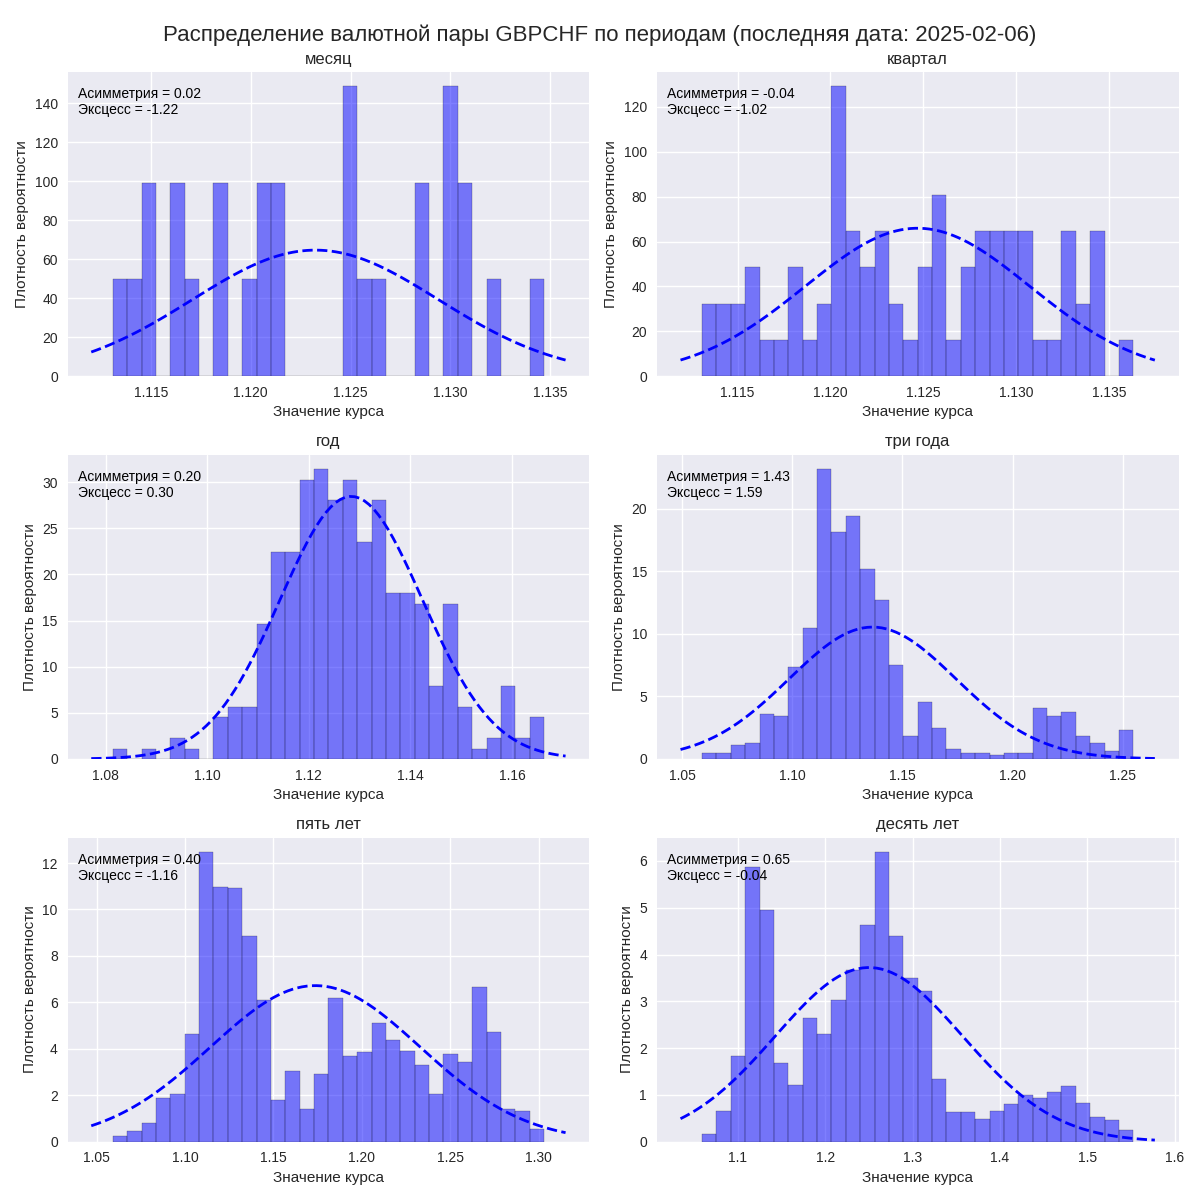 Распределение валютной пары GBPCHF по периодам (последняя дата: 2025-02-06)
месяц
Асимметрия = 0.02
Эксцесс = -1.22
Плотность вероятности
140
120
100
80
60
40
20
0
1.115 1.120 1.125 1.130 1.135
Значение курса
квартал
Асимметрия = -0.04
Эксцесс = -1.02
Плотность вероятности
120
100
80
60
40
20
0
1.115 1.120 1.125 1.130 1.135
Значение курса
год
Асимметрия = 0.20
Эксцесс = 0.30
Плотность вероятности
30
25
20
15
10
5
0
1.08 1.10 1.12 1.14 1.16
Значение курса
три года
Асимметрия = 1.43
Эксцесс = 1.59
Плотность вероятности
20
15
10
5
0
1.05 1.10 1.15 1.20 1.25
Значение курса
пять лет
Асимметрия = 0.40
Эксцесс = -1.16
Плотность вероятности
12
10
8
6
4
2
0
1.05 1.10 1.15 1.20 1.25 1.30
Значение курса
десять лет
Асимметрия = 0.65
Эксцесс = -0.04
Плотность вероятности
6
5
4
3
2
1
0
1.1 1.2 1.3 1.4 1.5 1.6
Значение курса